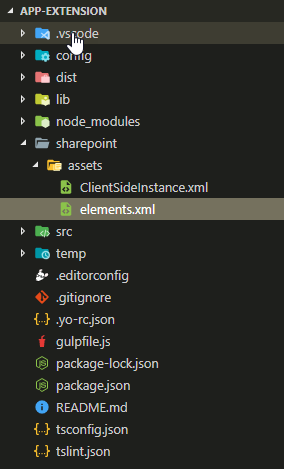 APP-EXTENSION
.vscode
config
dist
lib
node_modules
sharepoint
assets
ClientSideInstance.xml
elements.xml
src
temp
.editorconfig
.gitignore
.yo-rc.json
gulpfile.js
package-lock.json
package.json
README.md
tsconfig.json
tslint.json